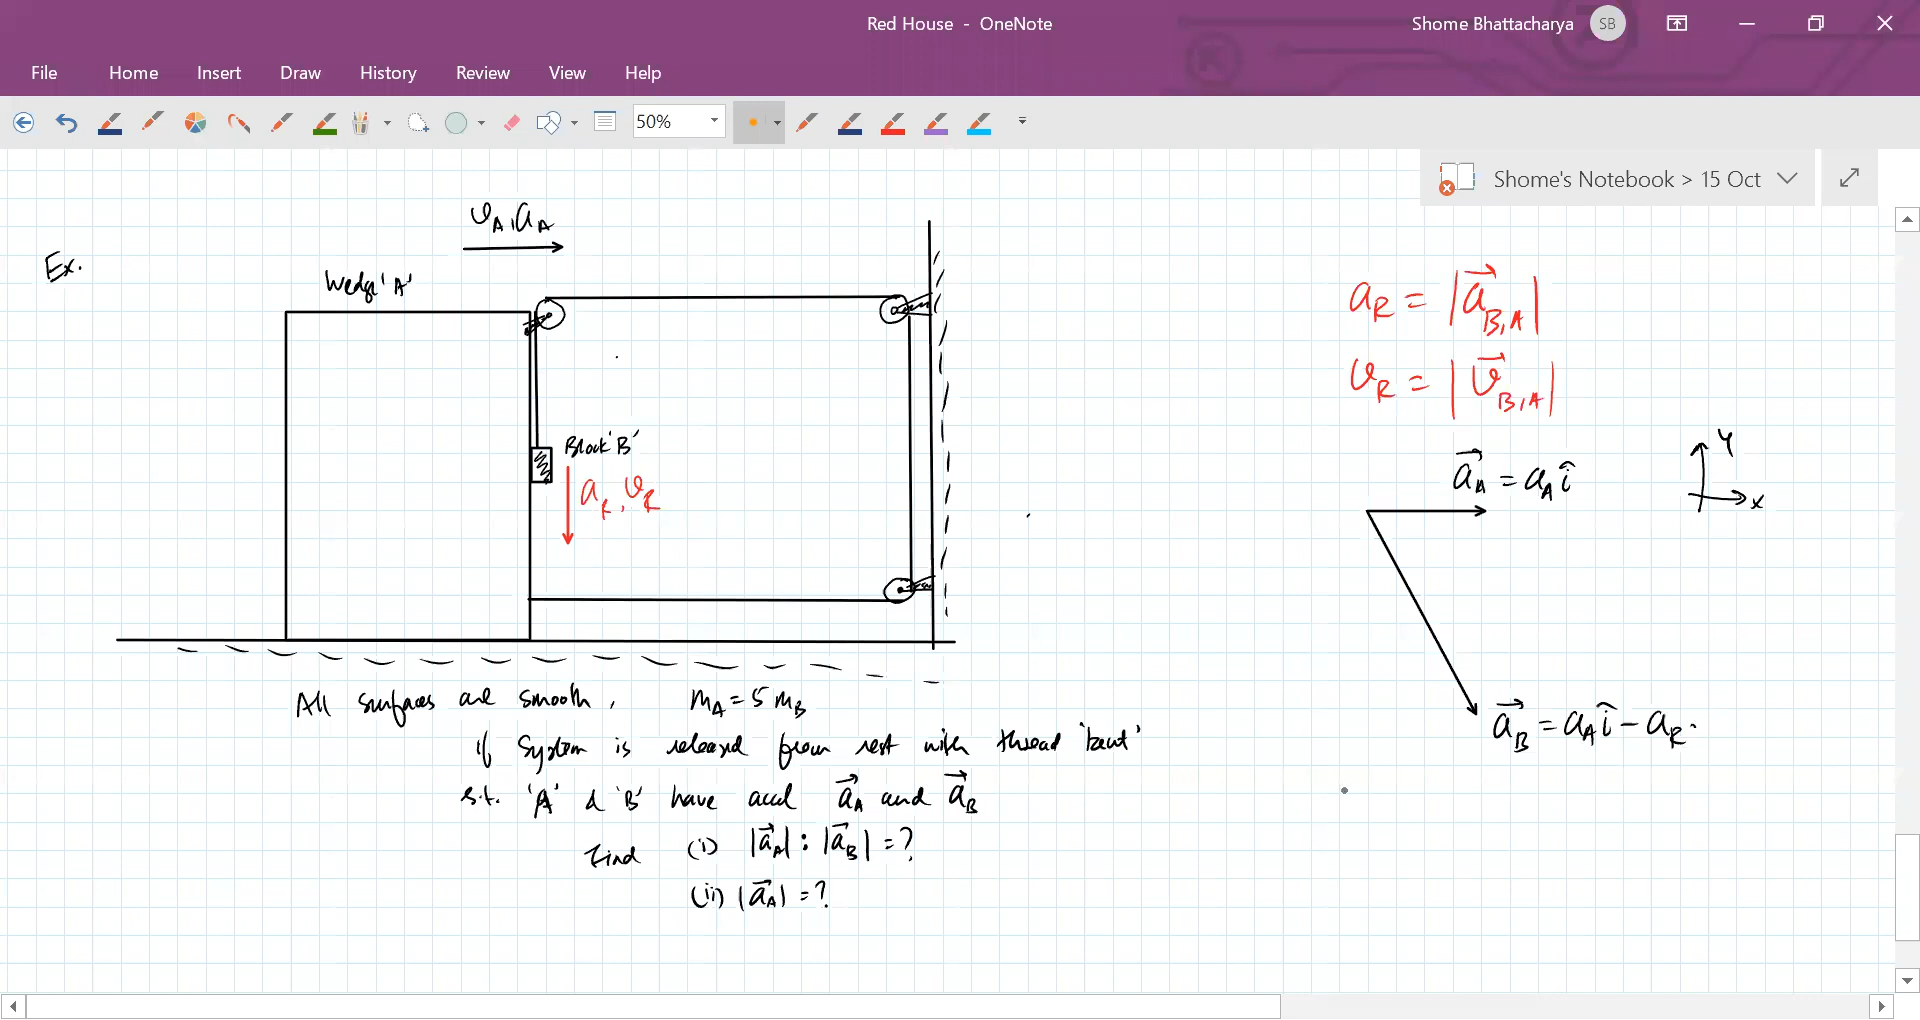 Red House - OneNote
Shome Bhattacharya
SB
File Home Insert Draw History Review View Help
50%
Shome's Notebook > 15 Oct
Ex.
v_A, a_A
Wedge 'A'
Block 'B'
a_R, v_R
All surfaces are smooth, m_A = 5 m_B
if system is released from rest with thread 'taut'
s.t. 'A' & 'B' have accl a⃗_A and a⃗_B
Find (i) |a⃗_A| : |a⃗_B| = ?
(ii) |a⃗_A| = ?
a_R = |a⃗_B,A|
v_R = |v⃗_B,A|
a⃗_A = a_A î
Y
x
a⃗_B = a_A î - a_R